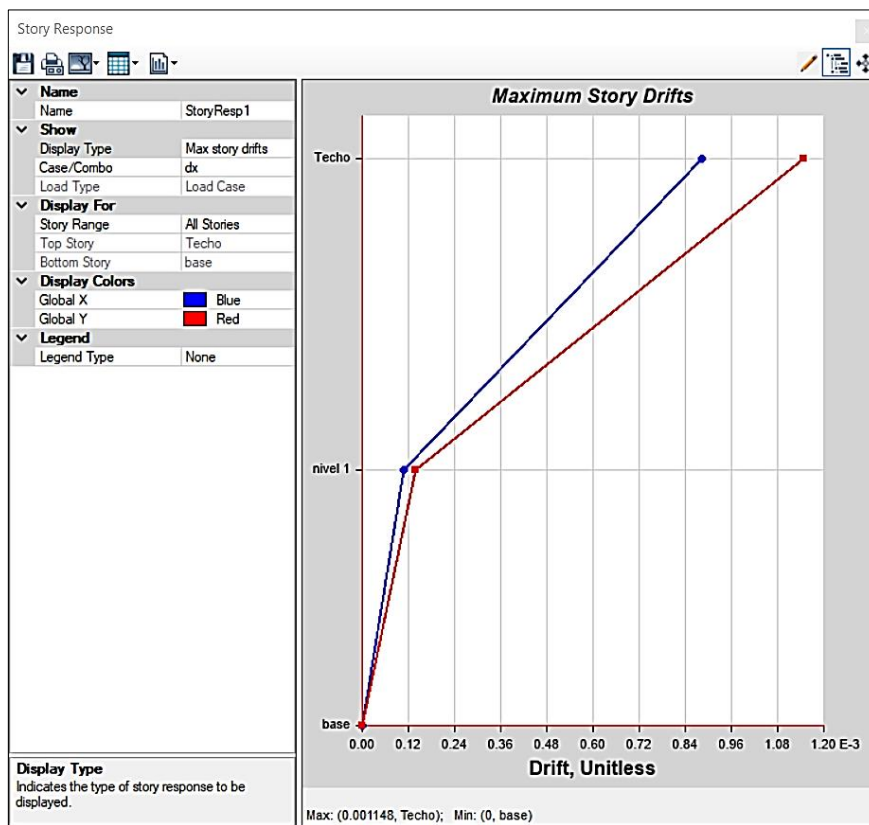 Story Response
Name
Name StoryResp1
Show
Display Type Max story drifts
Case/Combo dx
Load Type Load Case
Display For
Story Range All Stories
Top Story Techo
Bottom Story base
Display Colors
Global X Blue
Global Y Red
Legend
Legend Type None
Display Type
Indicates the type of story response to be
displayed.
Maximum Story Drifts
Techo
nivel 1
base
0.00 0.12 0.24 0.36 0.48 0.60 0.72 0.84 0.96 1.08 1.20 E-3
Drift, Unitless
Max: (0.001148, Techo); Min: (0, base)